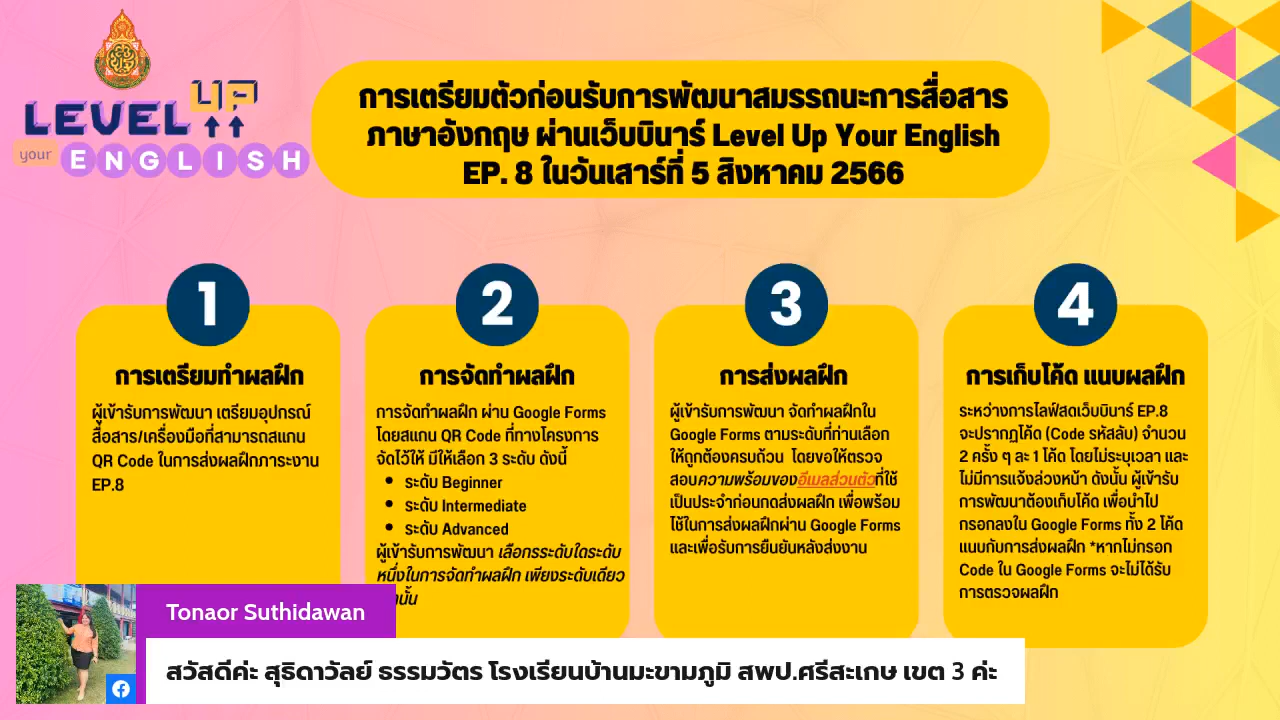 LEVEL UP
your ENGLISH
การเตรียมตัวก่อนรับการพัฒนาสมรรถนะการสื่อสาร
ภาษาอังกฤษ ผ่านเว็บบินาร์ Level Up Your English
EP. 8 ในวันเสาร์ที่ 5 สิงหาคม 2566
1
การเตรียมทำผลฝึก
ผู้เข้ารับการพัฒนา เตรียมอุปกรณ์
สื่อสาร/เครื่องมือที่สามารถสแกน
QR Code ในการส่งผลฝึกภาระงาน
EP.8
2
การจัดทำผลฝึก
การจัดทำผลฝึก ผ่าน Google Forms
โดยสแกน QR Code ที่ทางโครงการ
จัดไว้ให้ มีให้เลือก 3 ระดับ ดังนี้
• ระดับ Beginner
• ระดับ Intermediate
• ระดับ Advanced
ผู้เข้ารับการพัฒนา เลือกรระดับใดระดับ
หนึ่งในการจัดทำผลฝึก เพียงระดับเดียว
นั้น
3
การส่งผลฝึก
ผู้เข้ารับการพัฒนา จัดทำผลฝึกใน
Google Forms ตามระดับที่ท่านเลือก
ให้ถูกต้องครบถ้วน โดยขอให้ตรวจ
สอบความพร้อมของอีเมลส่วนตัวที่ใช้
เป็นประจำก่อนกดส่งผลฝึก เพื่อพร้อม
ใช้ในการส่งผลฝึกผ่าน Google Forms
และเพื่อรับการยืนยันหลังส่งงาน
4
การเก็บโค้ด แนบผลฝึก
ระหว่างการไลฟ์สดเว็บบินาร์ EP.8
จะปรากฏโค้ด (Code รหัสลับ) จำนวน
2 ครั้ง ๆ ละ 1 โค้ด โดยไม่ระบุเวลา และ
ไม่มีการแจ้งล่วงหน้า ดังนั้น ผู้เข้ารับ
การพัฒนาต้องเก็บโค้ด เพื่อนำไป
กรอกลงใน Google Forms ทั้ง 2 โค้ด
แนบกับการส่งผลฝึก *หากไม่กรอก
Code ใน Google Forms จะไม่ได้รับ
การตรวจผลฝึก
Tonaor Suthidawan
สวัสดีค่ะ สุธิดาวัลย์ ธรรมวัตร โรงเรียนบ้านมะขามภูมิ สพป.ศรีสะเกษ เขต 3 ค่ะ